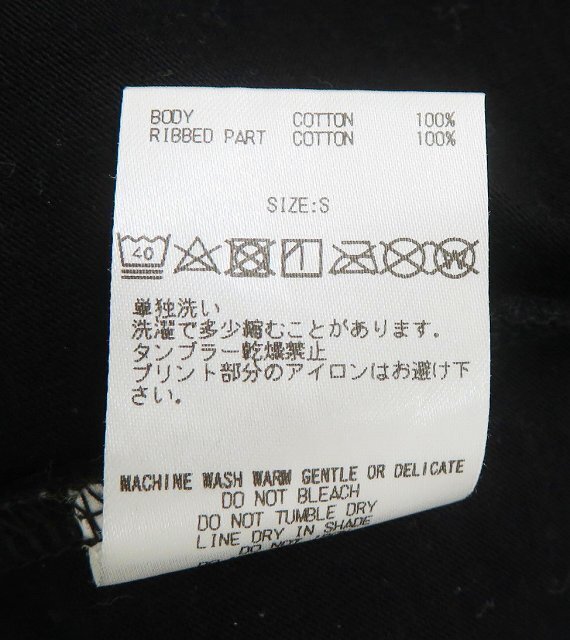 BODY COTTON 100%
RIBBED PART COTTON 100%
SIZE:S
40
単独洗い
洗濯で多少縮むことがあります。
タンブラー乾燥禁止
プリント部分のアイロンはお避け下
さい。
MACHINE WASH WARM GENTLE OR DELICATE
DO NOT BLEACH
DO NOT TUMBLE DRY
LINE DRY IN SHADE
DO NOT